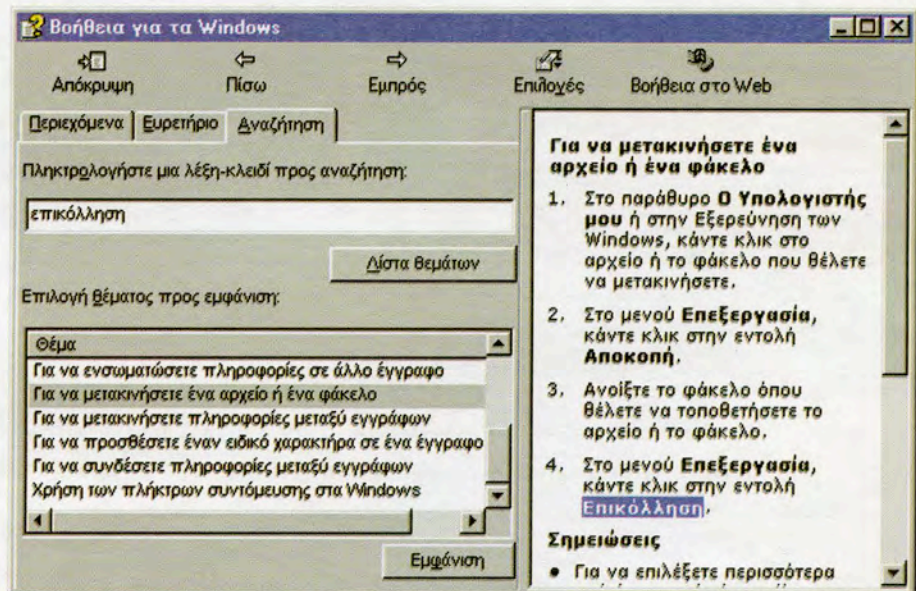 Βοήθεια για τα Windows
Απόκρυψη Πίσω Εμπρός Επιλογές Βοήθεια στο Web
Περιεχόμενα Ευρετήριο Αναζήτηση
Πληκτρολογήστε μια λέξη-κλειδί προς αναζήτηση:
επικόλληση
Λίστα θεμάτων
Επιλογή θέματος προς εμφάνιση:
Θέμα
Για να ενσωματώσετε πληροφορίες σε άλλο έγγραφο
Για να μετακινήσετε ένα αρχείο ή ένα φάκελο
Για να μετακινήσετε πληροφορίες μεταξύ εγγράφων
Για να προσθέσετε έναν ειδικό χαρακτήρα σε ένα έγγραφο
Για να συνδέσετε πληροφορίες μεταξύ εγγράφων
Χρήση των πλήκτρων συντόμευσης στα Windows
Εμφάνιση
Για να μετακινήσετε ένα
αρχείο ή ένα φάκελο
1. Στο παράθυρο Ο Υπολογιστής
μου ή στην Εξερεύνηση των
Windows, κάντε κλικ στο
αρχείο ή το φάκελο που θέλετε
να μετακινήσετε.
2. Στο μενού Επεξεργασία,
κάντε κλικ στην εντολή
Αποκοπή.
3. Ανοίξτε το φάκελο όπου
θέλετε να τοποθετήσετε το
αρχείο ή το φάκελο.
4. Στο μενού Επεξεργασία,
κάντε κλικ στην εντολή
Επικόλληση.
Σημειώσεις
• Για να επιλέξετε περισσότερα